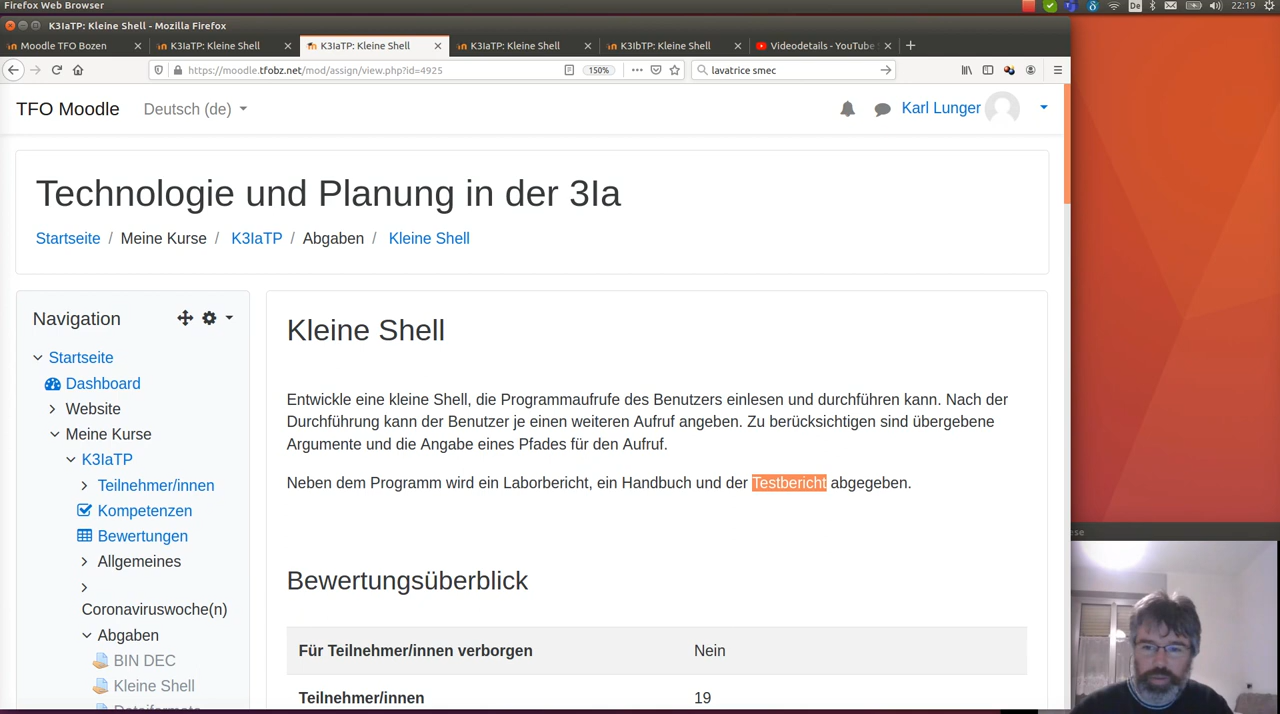 Firefox Web Browser
De
22:19
K3IaTP: Kleine Shell - Mozilla Firefox
Moodle TFO Bozen
K3IaTP: Kleine Shell
K3IaTP: Kleine Shell
K3IaTP: Kleine Shell
K3IbTP: Kleine Shell
Videodetails - YouTube
https://moodle.tfobz.net/mod/assign/view.php?id=4925
150%
lavatrice smec
TFO Moodle
Deutsch (de)
Karl Lunger
Technologie und Planung in der 3Ia
Startseite / Meine Kurse / K3IaTP / Abgaben / Kleine Shell
Navigation
Startseite
Dashboard
Website
Meine Kurse
K3IaTP
Teilnehmer/innen
Kompetenzen
Bewertungen
Allgemeines
Coronaviruswoche(n)
Abgaben
BIN DEC
Kleine Shell
Dateiformate
Kleine Shell
Entwickle eine kleine Shell, die Programmaufrufe des Benutzers einlesen und durchführen kann. Nach der
Durchführung kann der Benutzer je einen weiteren Aufruf angeben. Zu berücksichtigen sind übergebene
Argumente und die Angabe eines Pfades für den Aufruf.
Neben dem Programm wird ein Laborbericht, ein Handbuch und der Testbericht abgegeben.
Bewertungsüberblick
Für Teilnehmer/innen verborgen Nein
Teilnehmer/innen 19